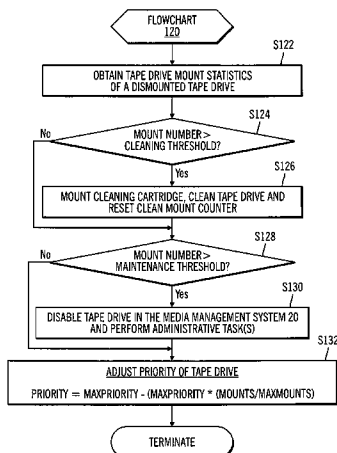 FLOWCHART
120
S122
OBTAIN TAPE DRIVE MOUNT STATISTICS
OF A DISMOUNTED TAPE DRIVE
S124
No
MOUNT NUMBER>
CLEANING THRESHOLD?
Yes
S126
MOUNT CLEANING CARTRIDGE, CLEAN TAPE DRIVE AND
RESET CLEAN MOUNT COUNTER
S128
No
MOUNT NUMBER>
MAINTENANCE THRESHOLD?
Yes
S130
DISABLE TAPE DRIVE IN THE MEDIA MANAGEMENT SYSTEM 20
AND PERFORM ADMINISTRATIVE TASK(S)
S132
ADJUST PRIORITY OF TAPE DRIVE
PRIORITY = MAXPRIORITY - (MAXPRIORITY * (MOUNTS/MAXMOUNTS)
TERMINATE